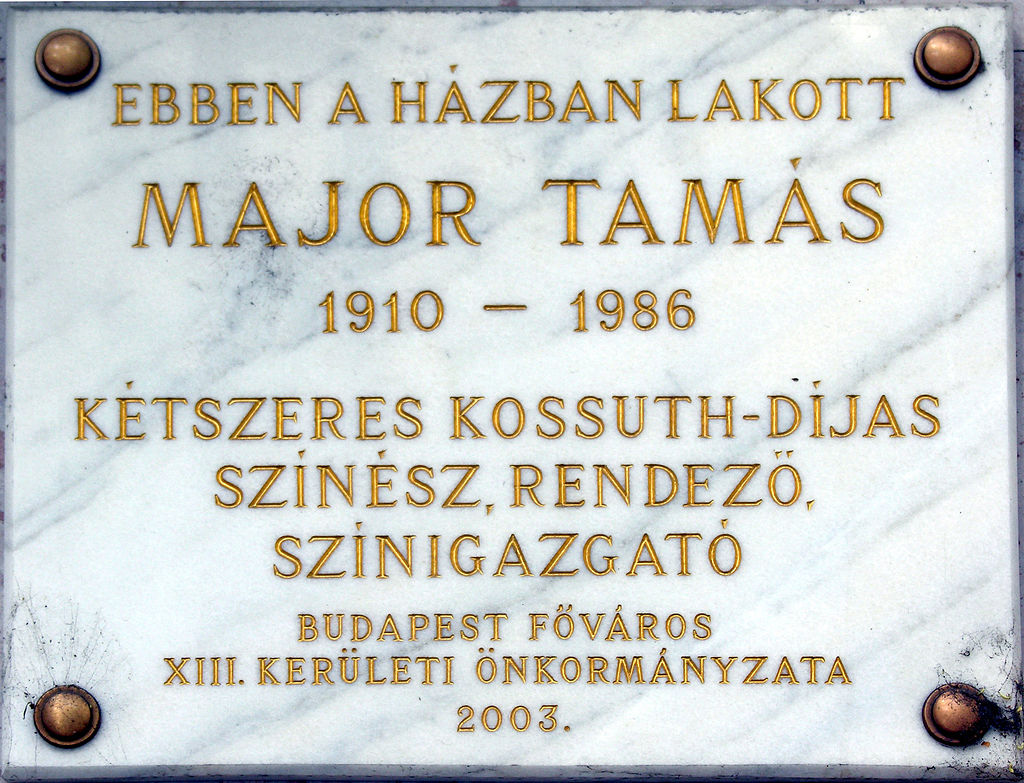 EBBEN A HÁZBAN LAKOTT
MAJOR TAMÁS
1910 – 1986
KÉTSZERES KOSSUTH-DÍJAS
SZÍNÉSZ, RENDEZŐ,
SZÍNIGAZGATÓ
BUDAPEST FŐVÁROS
XIII. KERÜLETI ÖNKORMÁNYZATA
2003.